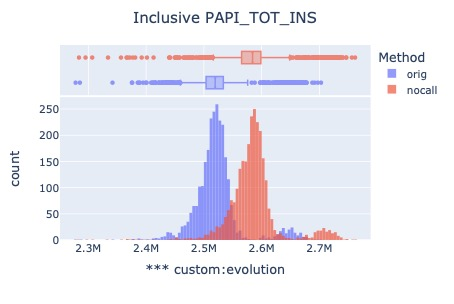 Inclusive PAPI_TOT_INS
Method
orig
nocall
250
200
150
100
50
0
count
2.3M 2.4M 2.5M 2.6M 2.7M
*** custom:evolution